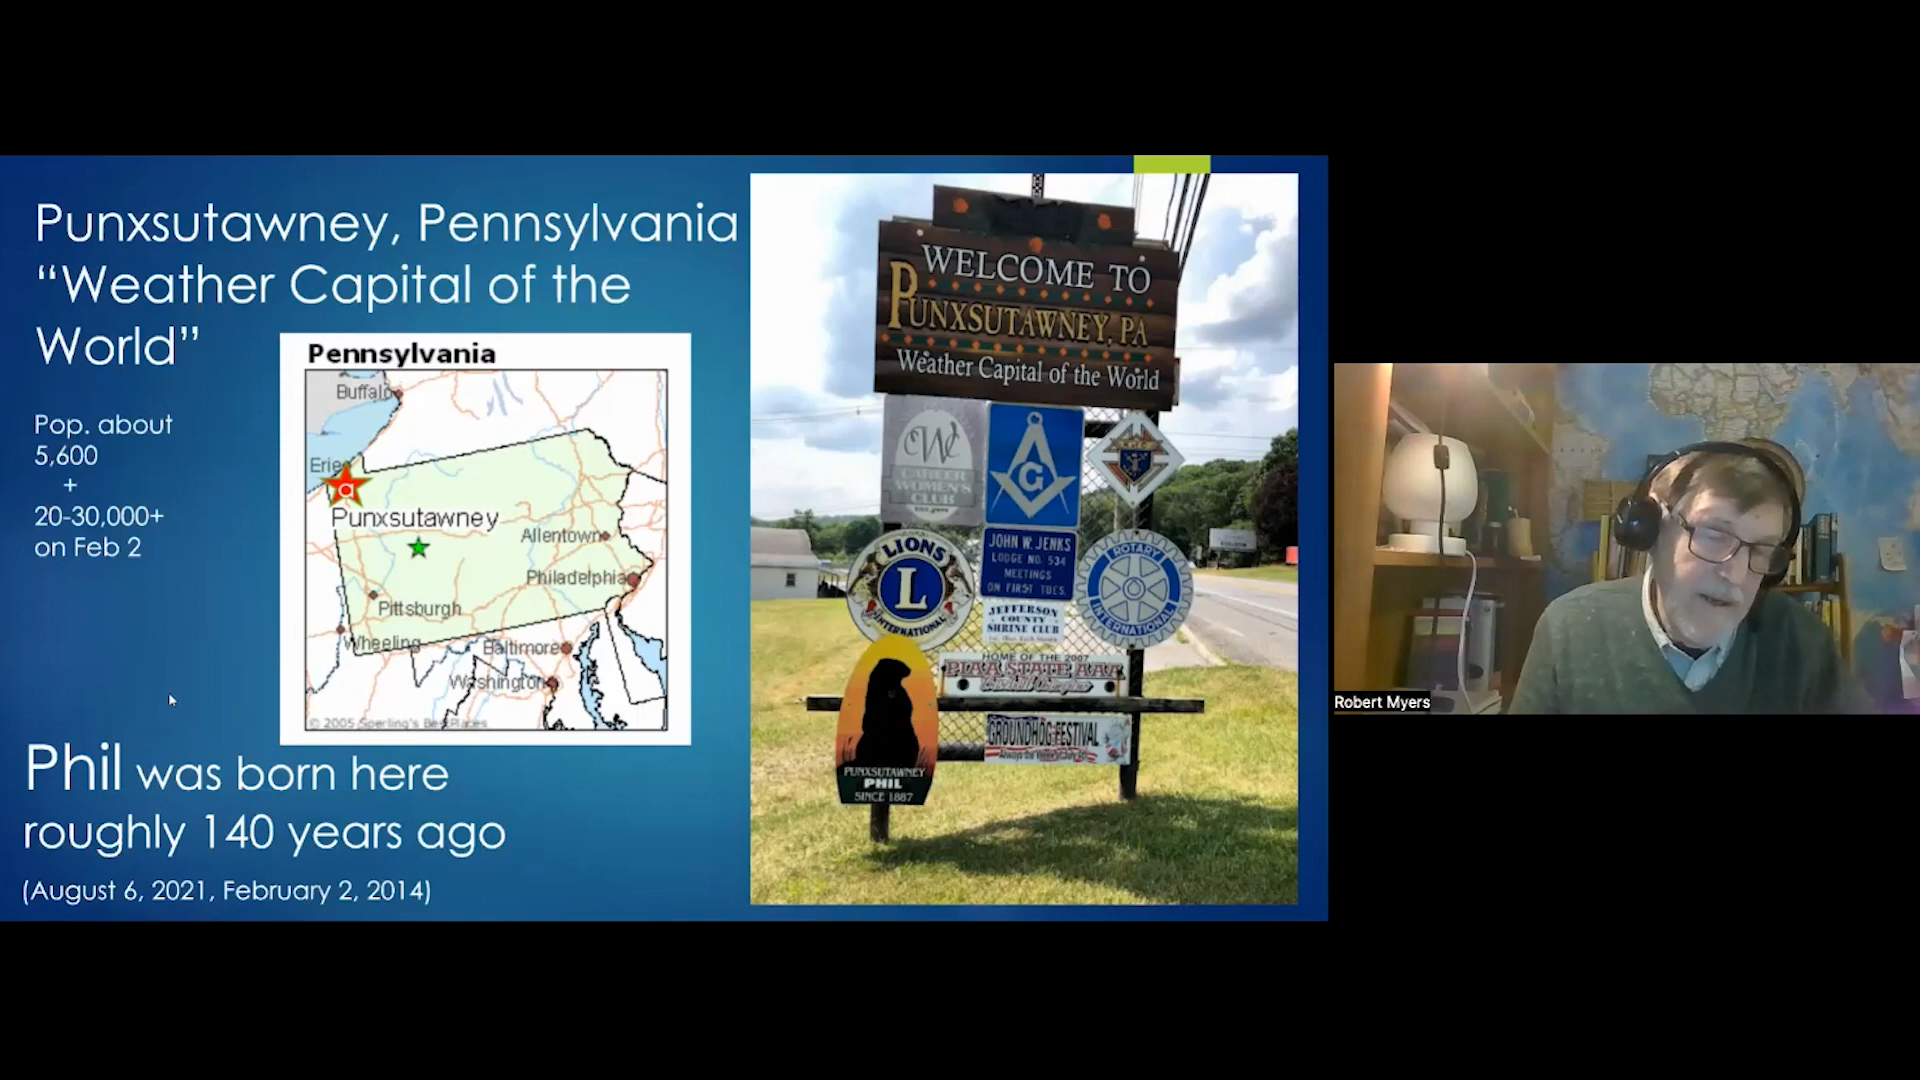 Punxsutawney, Pennsylvania
“Weather Capital of the
World”
Pop. about
5,600
+
20-30,000+
on Feb 2
Pennsylvania
Buffalo
Erie
a
Punxsutawney
Allentown
Philadelphia
Pittsburgh
Wheeling
Baltimore
Washington
© 2005 Sperling's BestPlaces
Phil was born here
roughly 140 years ago
(August 6, 2021, February 2, 2014)
WELCOME TO
PUNXSUTAWNEY, PA
Weather Capital of the World
CW
CAREER
WOMEN'S
CLUB
G
LIONS
L
INTERNATIONAL
JOHN W. JENKS
LODGE NO. 534
MEETINGS
ON FIRST TUES.
JEFFERSON
COUNTY
SHRINE CLUB
ROTARY
INTERNATIONAL
HOME OF THE 2007
PIAA STATE AAA
GROUNDHOG FESTIVAL
PUNXSUTAWNEY
PHIL
SINCE 1887
Robert Myers